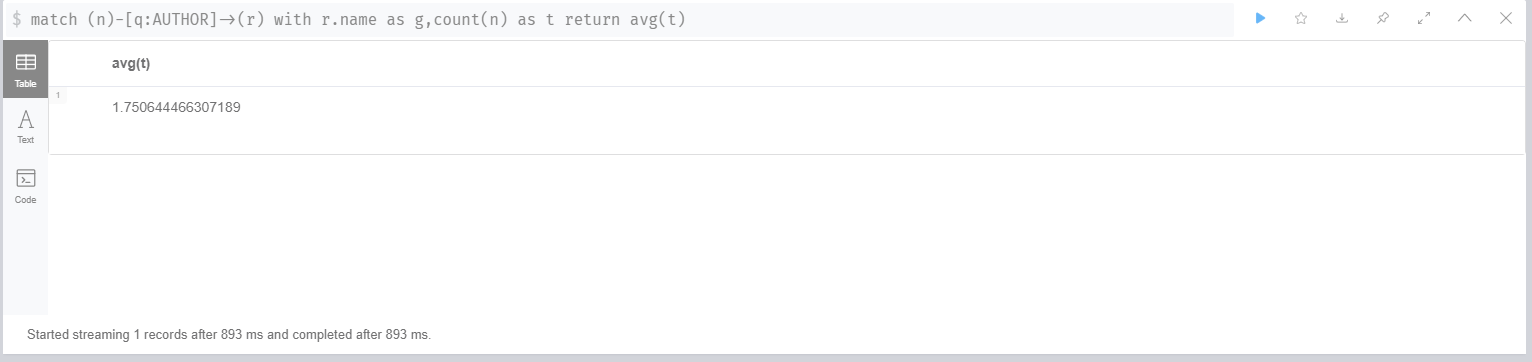 $ match (n)-[q:AUTHOR]->(r) with r.name as g,count(n) as t return avg(t)
Table
avg(t)
1
1.750644466307189
Text
Code
Started streaming 1 records after 893 ms and completed after 893 ms.